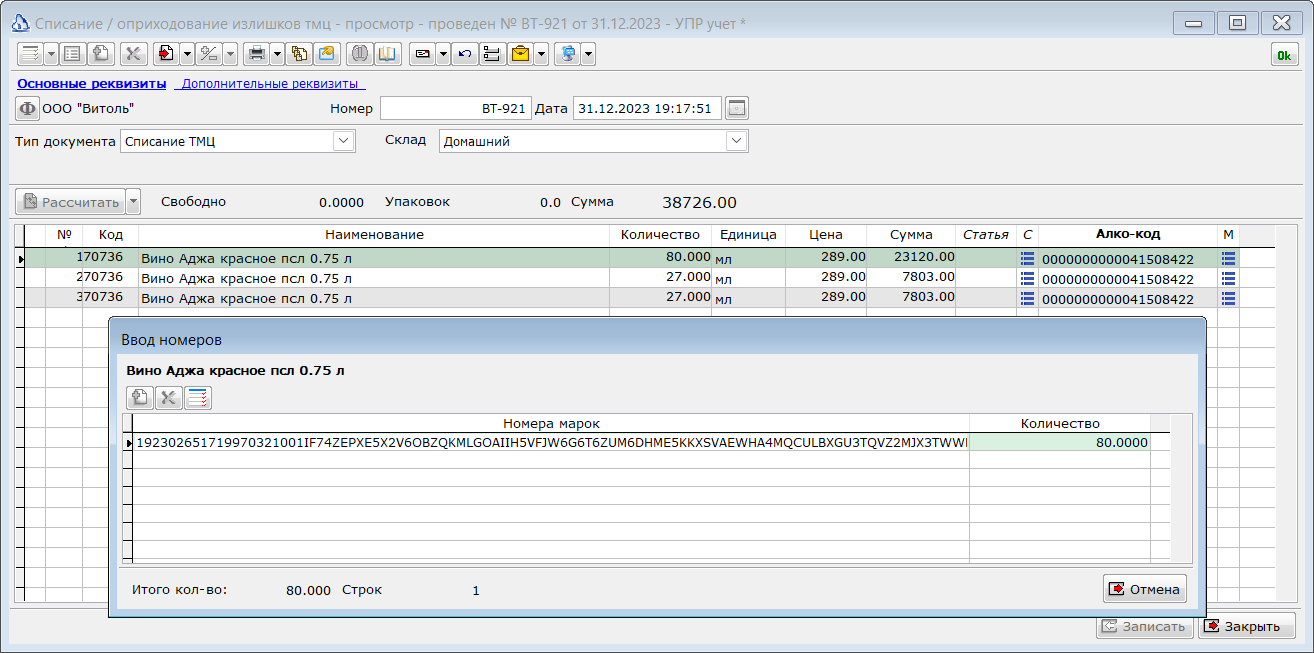 Списание / оприходование излишков тмц - просмотр - проведен № ВТ-921 от 31.12.2023 - УПР учет *
Ok
Основные реквизиты Дополнительные реквизиты
Ф ООО "Витоль" Номер ВТ-921 Дата 31.12.2023 19:17:51
Тип документа Списание ТМЦ Склад Домашний
Рассчитать Свободно 0.0000 Упаковок 0.0 Сумма 38726.00
№ Код Наименование Количество Единица Цена Сумма Статья С Алко-код М
1 70736 Вино Аджа красное псл 0.75 л 80.000 мл 289.00 23120.00 0000000000041508422
2 70736 Вино Аджа красное псл 0.75 л 27.000 мл 289.00 7803.00 0000000000041508422
3 70736 Вино Аджа красное псл 0.75 л 27.000 мл 289.00 7803.00 0000000000041508422
Ввод номеров
Вино Аджа красное псл 0.75 л
Номера марок Количество
192302651719970321001IF74ZEPXE5X2V6OBZQKMLGOAIIH5VFJW6G6T6ZUM6DHME5KKXSVAEWHA4MQCULBXGU3TQVZ2MJX3TWW 80.0000
Итого кол-во: 80.000 Строк 1
Отмена
Записать Закрыть